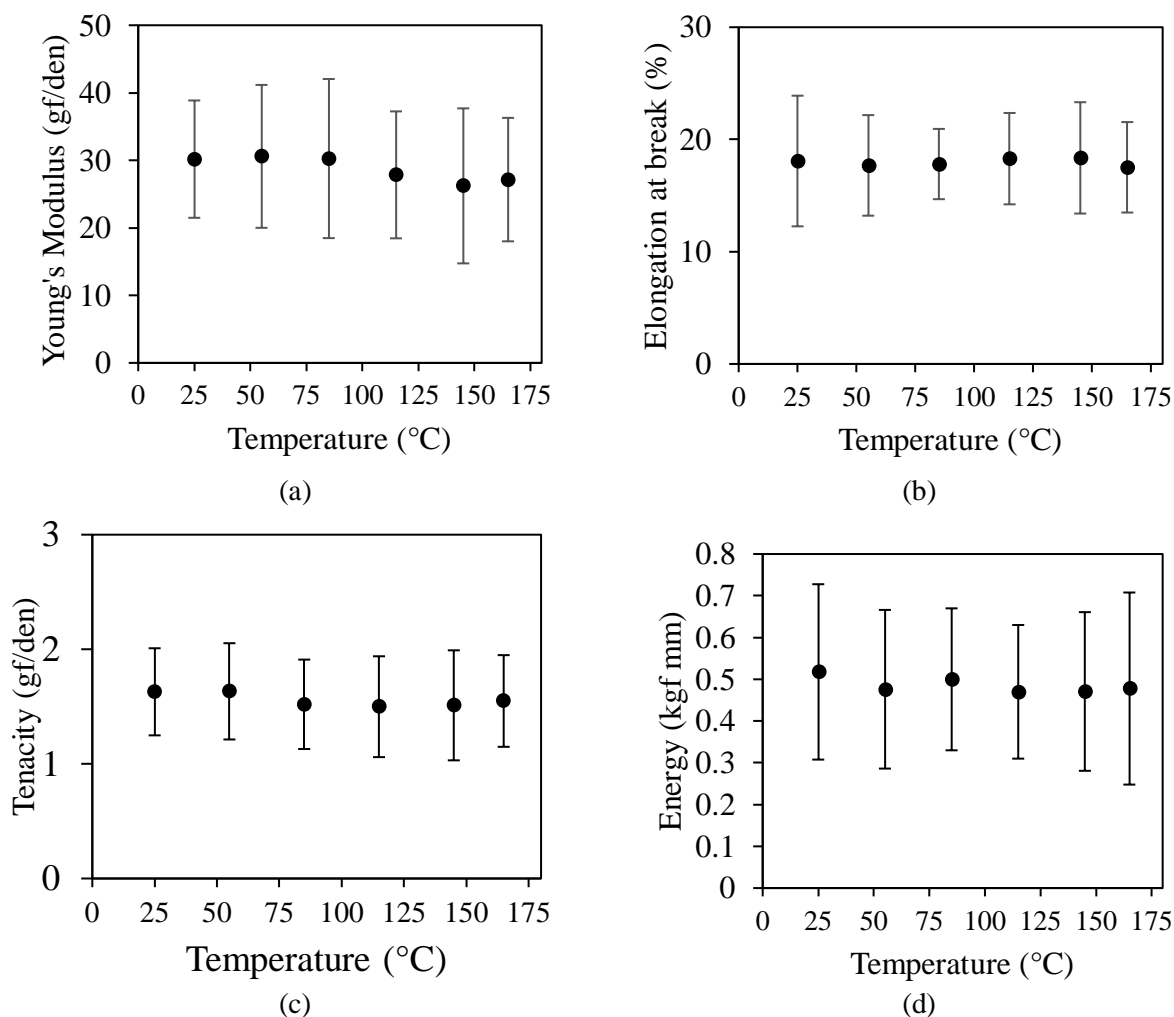 Young's Modulus (gf/den)
50
40
30
20
10
0
0 25 50 75 100 125 150 175
Temperature (°C)
(a)
Elongation at break (%)
30
20
10
0
0 25 50 75 100 125 150 175
Temperature (°C)
(b)
Tenacity (gf/den)
3
2
1
0
0 25 50 75 100 125 150 175
Temperature (°C)
(c)
Energy (kgf mm)
0.8
0.7
0.6
0.5
0.4
0.3
0.2
0.1
0
0 25 50 75 100 125 150 175
Temperature (°C)
(d)